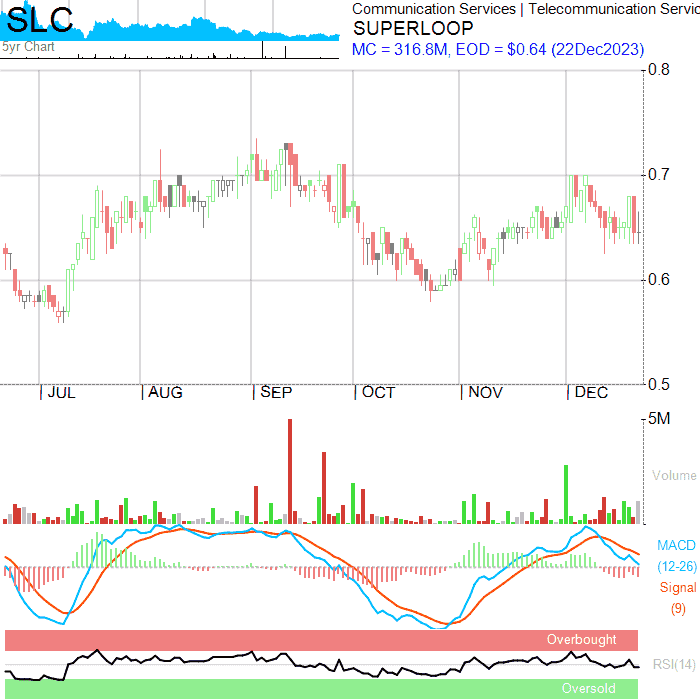 SLC
5yr Chart
Communication Services | Telecommunication Servic
SUPERLOOP
MC = 316.8M, EOD = $0.64 (22Dec2023)
0.8
0.7
0.6
0.5
JUL
AUG
SEP
OCT
NOV
DEC
5M
Volume
MACD
(12-26)
Signal
(9)
Overbought
RSI(14)
Oversold